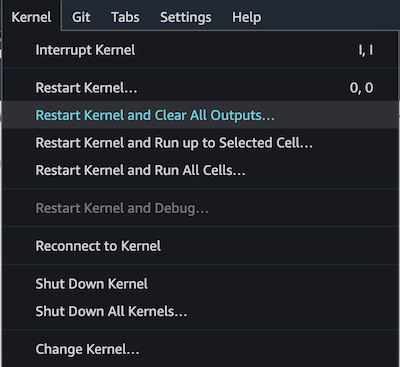 Kernel Git Tabs Settings Help
Interrupt Kernel I, I
Restart Kernel… 0, 0
Restart Kernel and Clear All Outputs…
Restart Kernel and Run up to Selected Cell…
Restart Kernel and Run All Cells…
Restart Kernel and Debug…
Reconnect to Kernel
Shut Down Kernel
Shut Down All Kernels…
Change Kernel…